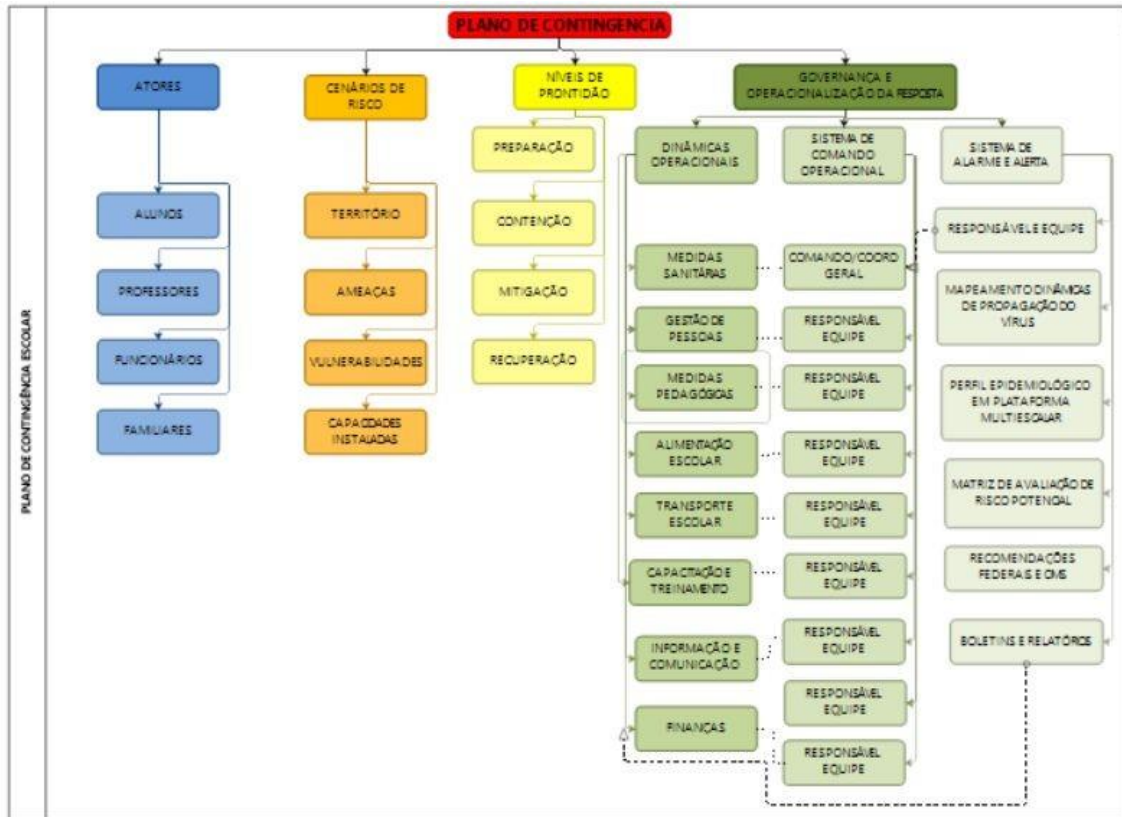 PLANO DE CONTINGENCIA
ATORES
CENÁRIOS DE
RISCO
NÍVEIS DE
PRONTIDÃO
GOVERNANÇA E
OPERACIONALIZAÇÃO DA RESPOSTA
PREPARAÇÃO
DINÂMICAS
OPERACIONAIS
SISTEMA DE
COMANDO
OPERACIONAL
SISTEMA DE
ALARME E ALERTA
ALUNOS
TERRITÓRIO
CONTENÇÃO
RESPONSÁVEL E EQUIPE
MEDIDAS
SANITÁRIAS
COMANDO/COORD
GERAL
PROFESSORES
AMEAÇAS
MITIGAÇÃO
MAPEAMENTO DINÂMICAS
DE PROPAGAÇÃO DO
VÍRUS
GESTÃO DE
PESSOAS
RESPONSÁVEL
EQUIPE
FUNCIONÁRIOS
VULNERABILIDADES
RECUPERAÇÃO
MEDIDAS
PEDAGÓGICAS
RESPONSÁVEL
EQUIPE
PERFIL EPIDEMIOLÓGICO
EM PLATAFORMA
MULTIESCALAR
FAMILIARES
CAPACIDADES
INSTALADAS
ALIMENTAÇÃO
ESCOLAR
RESPONSÁVEL
EQUIPE
MATRIZ DE AVALIAÇÃO DE
RISCO POTENCIAL
TRANSPORTE
ESCOLAR
RESPONSÁVEL
EQUIPE
CAPACITAÇÃO E
TREINAMENTO
RESPONSÁVEL
EQUIPE
RECOMENDAÇÕES
FEDERAIS E OMS
INFORMAÇÃO E
COMUNICAÇÃO
RESPONSÁVEL
EQUIPE
BOLETINS E RELATÓRIOS
RESPONSÁVEL
EQUIPE
FINANÇAS
RESPONSÁVEL
EQUIPE
PLANO DE CONTINGÊNCIA ESCOLAR